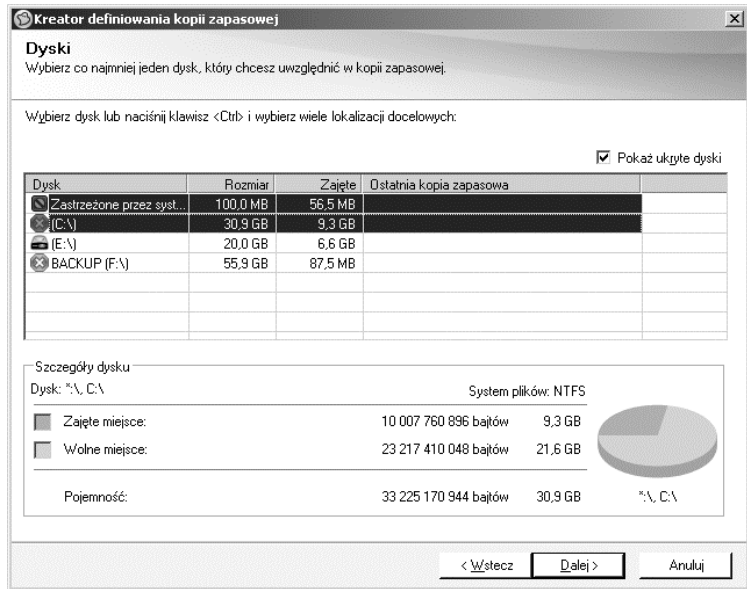 Kreator definiowania kopii zapasowej
Dyski
Wybierz co najmniej jeden dysk, który chcesz uwzględnić w kopii zapasowej.
Wybierz dysk lub naciśnij klawisz <Ctrl> i wybierz wiele lokalizacji docelowych:
Pokaż ukryte dyski
Dysk Rozmiar Zajęte Ostatnia kopia zapasowa
Zastrzeżone przez syst... 100,0 MB 56,5 MB
(C:\) 30,9 GB 9,3 GB
(E:\) 20,0 GB 6,6 GB
BACKUP (F:\) 55,9 GB 87,5 MB
Szczegóły dysku
Dysk: *:\, C:\ System plików: NTFS
Zajęte miejsce: 10 007 760 896 bajtów 9,3 GB
Wolne miejsce: 23 217 410 048 bajtów 21,6 GB
Pojemność: 33 225 170 944 bajtów 30,9 GB *:\, C:\
< Wstecz Dalej > Anuluj